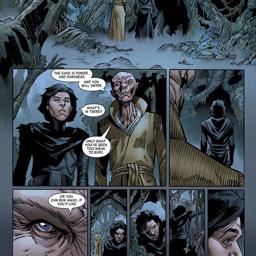 THE CAVE IS POWER,
AND DARKNESS.
AND YOU
WILL ENTER.
WHAT'S
IN THERE?
ONLY WHAT
YOU'VE BEEN
TOO WEAK
TO BURY.
OR YOU
CAN RUN
AWAY, IF
YOU'D LIKE.